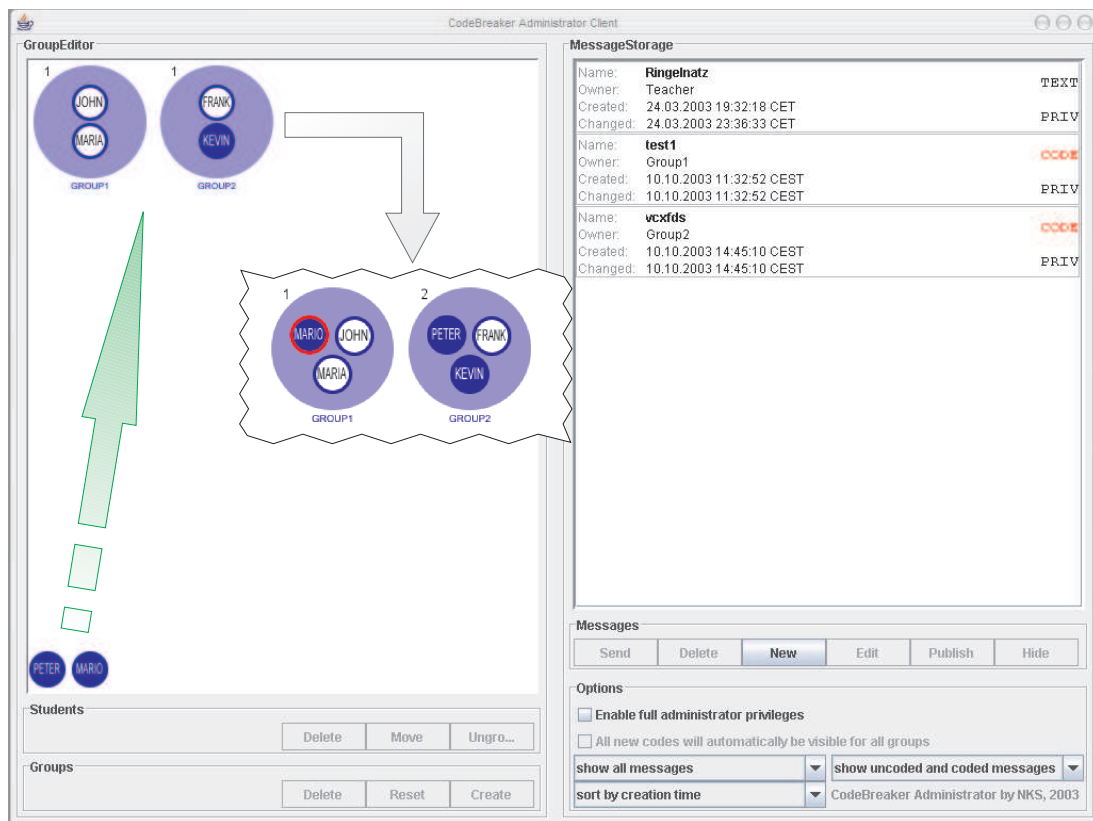 CodeBreaker Administrator Client
GroupEditor
1 1
JOHN FRANK
MARIA KEVIN
GROUP1 GROUP2
1 2
MARIO JOHN PETER FRANK
MARIA KEVIN
GROUP1 GROUP2
PETER MARIO
Students
Delete Move Ungro...
Groups
Delete Reset Create
MessageStorage
Name: Ringelnatz
TEXT
Owner: Teacher
Created: 24.03.2003 19:32:18 CET
PRIV
Changed: 24.03.2003 23:36:33 CET
Name: test1
CODE
Owner: Group1
Created: 10.10.2003 11:32:52 CEST
PRIV
Changed: 10.10.2003 11:32:52 CEST
Name: vcxfds
CODE
Owner: Group2
Created: 10.10.2003 14:45:10 CEST
PRIV
Changed: 10.10.2003 14:45:10 CEST
Messages
Send Delete New Edit Publish Hide
Options
Enable full administrator privileges
All new codes will automatically be visible for all groups
show all messages show uncoded and coded messages
sort by creation time CodeBreaker Administrator by NKS, 2003